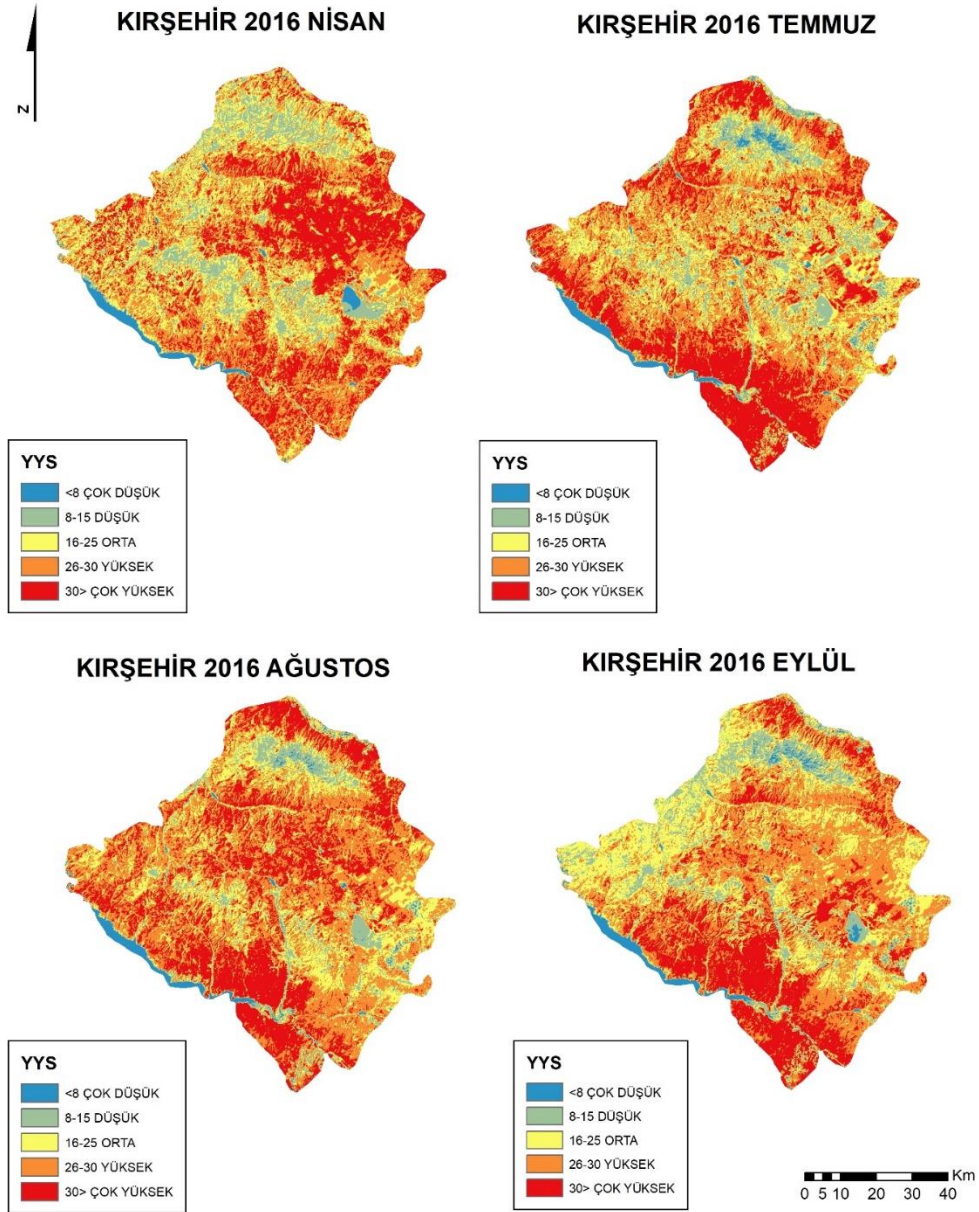 KIRŞEHİR 2016 NİSAN
KIRŞEHİR 2016 TEMMUZ
N
YYS
<8 ÇOK DÜŞÜK
8-15 DÜŞÜK
16-25 ORTA
26-30 YÜKSEK
30> ÇOK YÜKSEK
YYS
<8 ÇOK DÜŞÜK
8-15 DÜŞÜK
16-25 ORTA
26-30 YÜKSEK
30> ÇOK YÜKSEK
KIRŞEHİR 2016 AĞUSTOS
KIRŞEHİR 2016 EYLÜL
YYS
<8 ÇOK DÜŞÜK
8-15 DÜŞÜK
16-25 ORTA
26-30 YÜKSEK
30> ÇOK YÜKSEK
YYS
<8 ÇOK DÜŞÜK
8-15 DÜŞÜK
16-25 ORTA
26-30 YÜKSEK
30> ÇOK YÜKSEK
Km
0 5 10 20 30 40